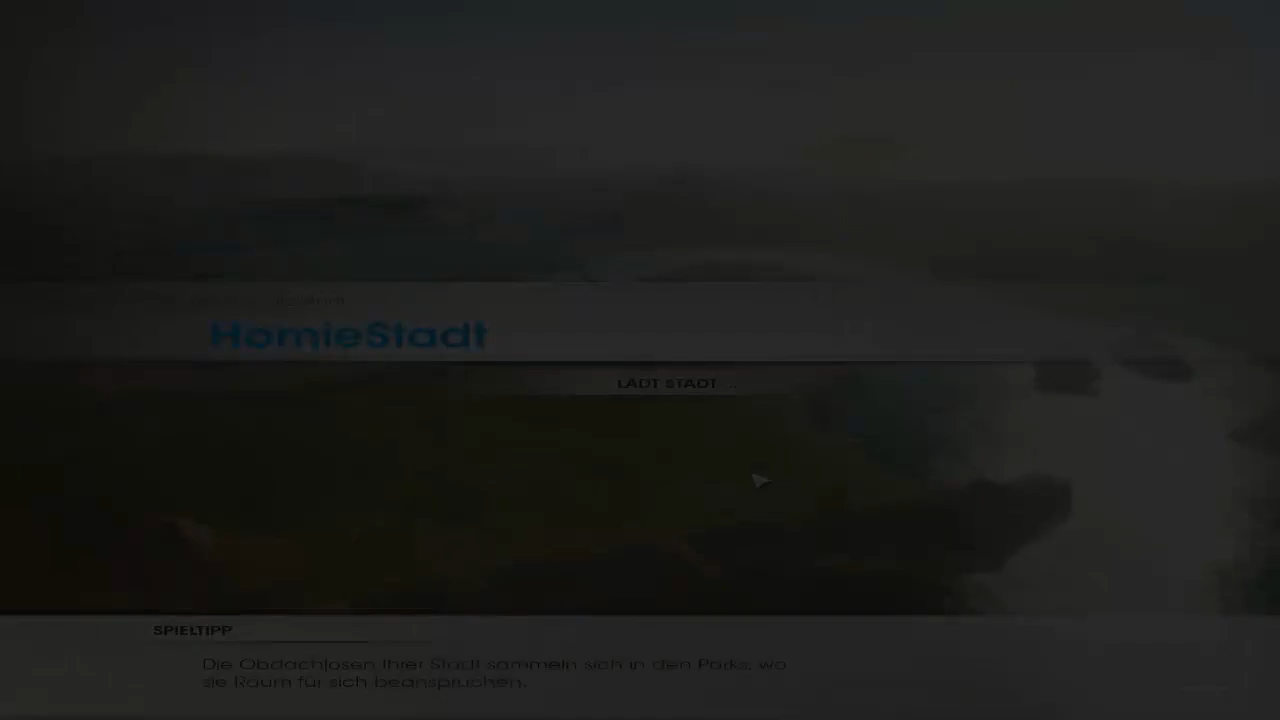 HomieStadt
LÄDT STADT ...
SPIELTIPP
Die Obdachlosen Ihrer Stadt sammeln sich in den Parks, wo
sie Raum für sich beanspruchen.